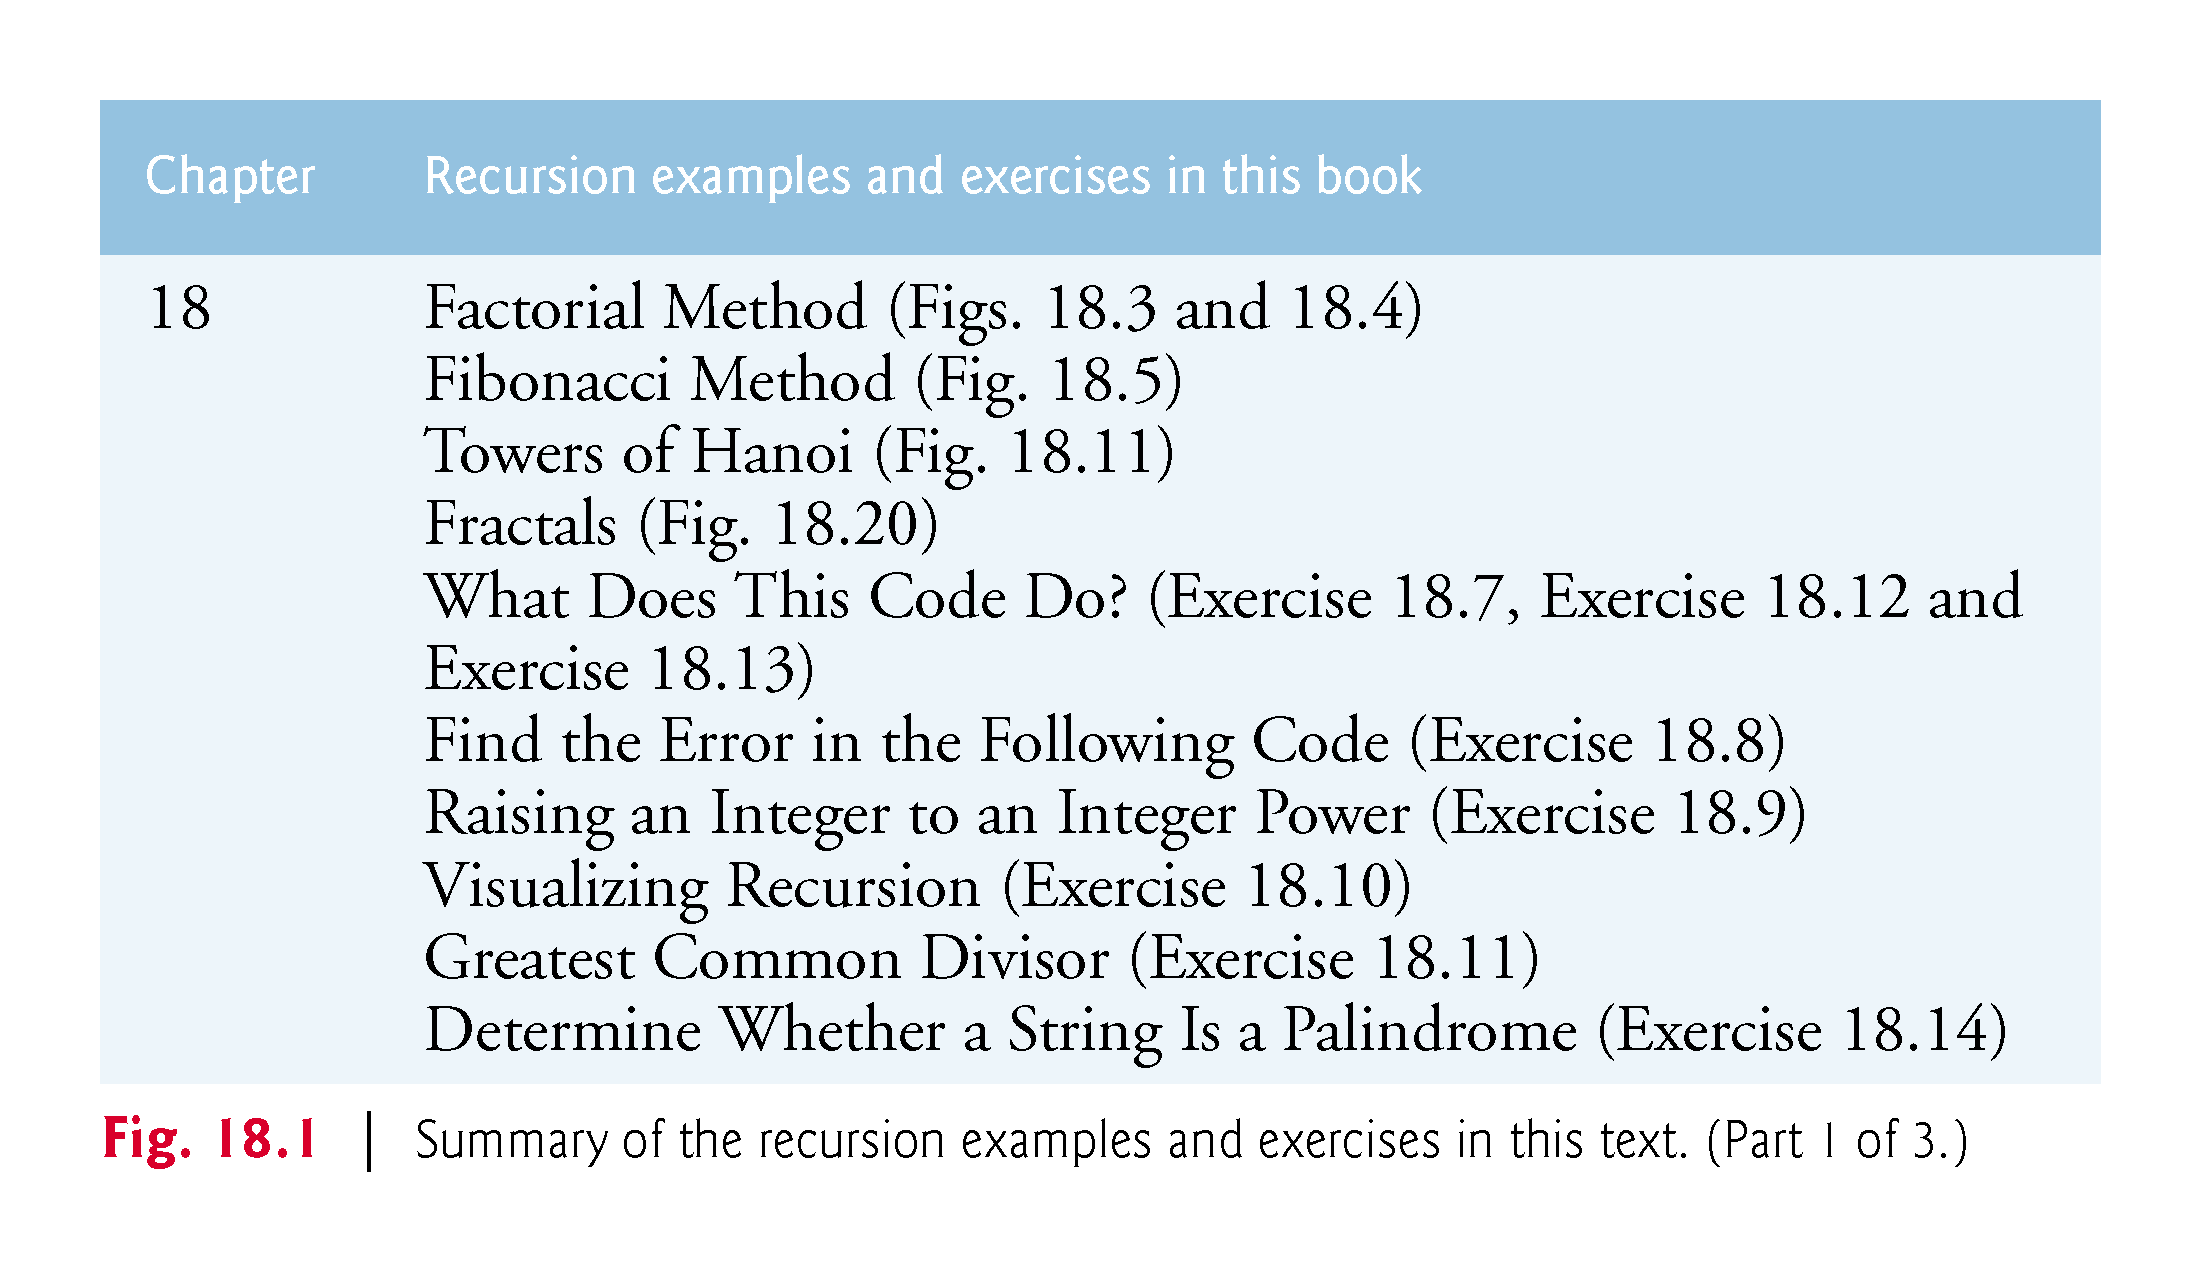 Chapter Recursion examples and exercises in this book
18 Factorial Method (Figs. 18.3 and 18.4)
Fibonacci Method (Fig. 18.5)
Towers of Hanoi (Fig. 18.11)
Fractals (Fig. 18.20)
What Does This Code Do? (Exercise 18.7, Exercise 18.12 and
Exercise 18.13)
Find the Error in the Following Code (Exercise 18.8)
Raising an Integer to an Integer Power (Exercise 18.9)
Visualizing Recursion (Exercise 18.10)
Greatest Common Divisor (Exercise 18.11)
Determine Whether a String Is a Palindrome (Exercise 18.14)
Fig. 18.1 | Summary of the recursion examples and exercises in this text. (Part 1 of 3.)